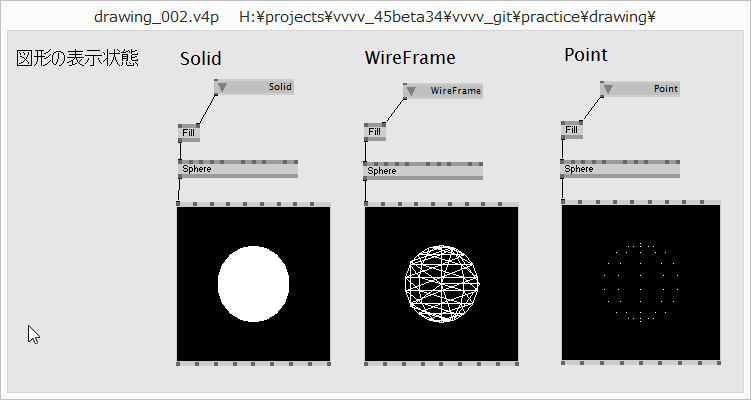 drawing_002.v4p H:¥projects¥vvvv_45beta34¥vvvv_git¥practice¥drawing¥
図形の表示状態
Solid
WireFrame
Point
Solid
WireFrame
Point
Fill
Fill
Fill
Sphere
Sphere
Sphere